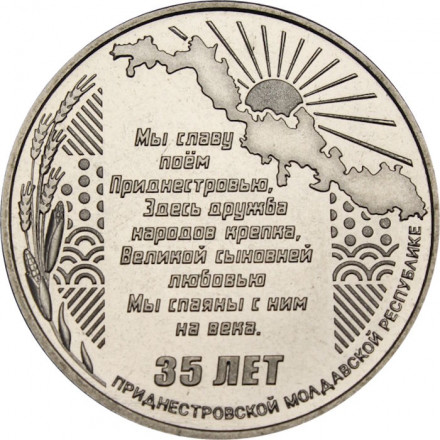 Мы славу
поём
Приднестровью,
Здесь дружба
народов крепка,
Великой сыновней
любовью
Мы спаяны с ним
на века.
35 ЛЕТ
ПРИДНЕСТРОВСКОЙ МОЛДАВСКОЙ РЕСПУБЛИКЕ